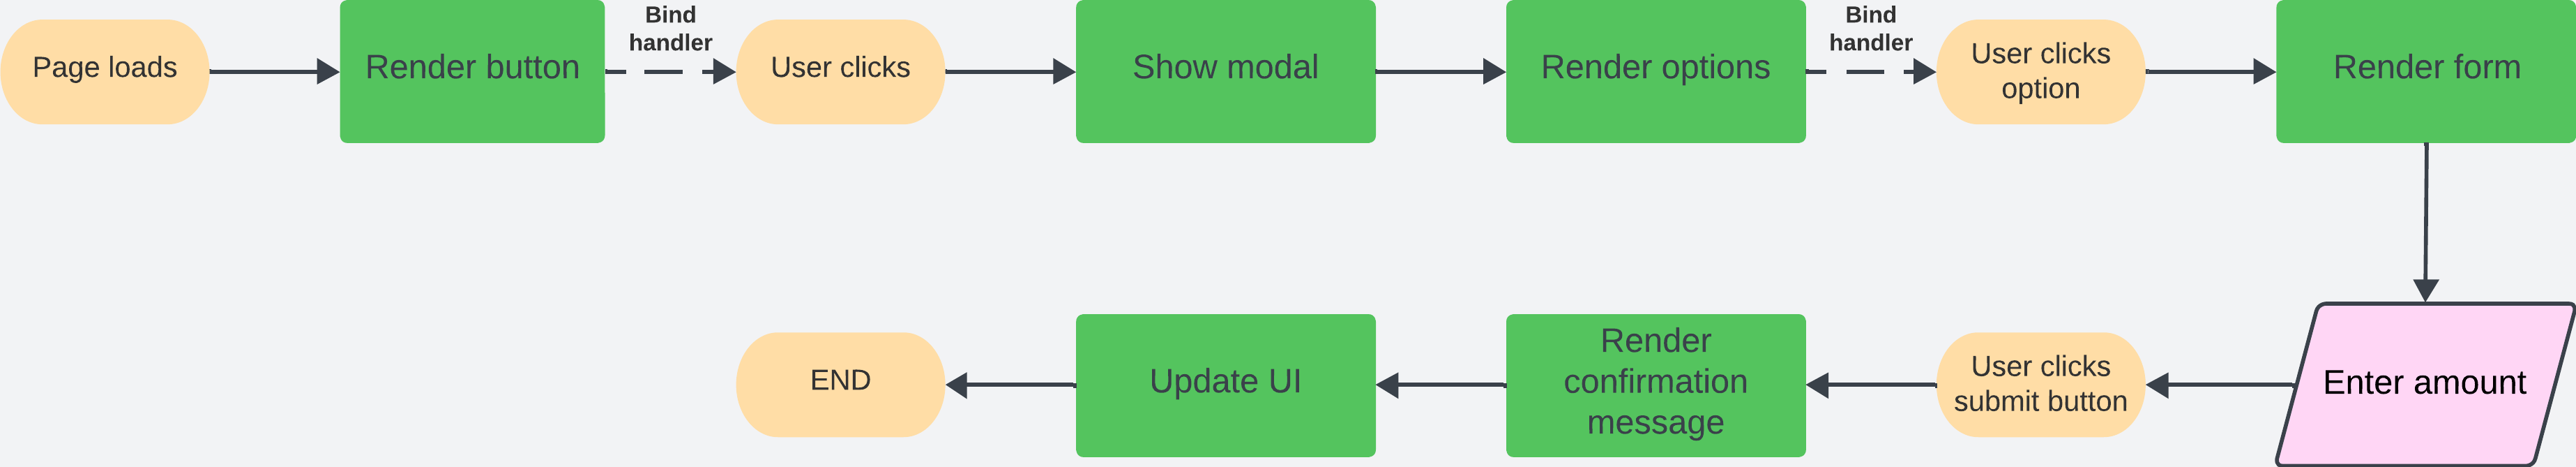 Page loads
Render button
Bind
handler
User clicks
Show modal
Render options
Bind
handler
User clicks
option
Render form
Enter amount
User clicks
submit button
Render
confirmation
message
Update UI
END